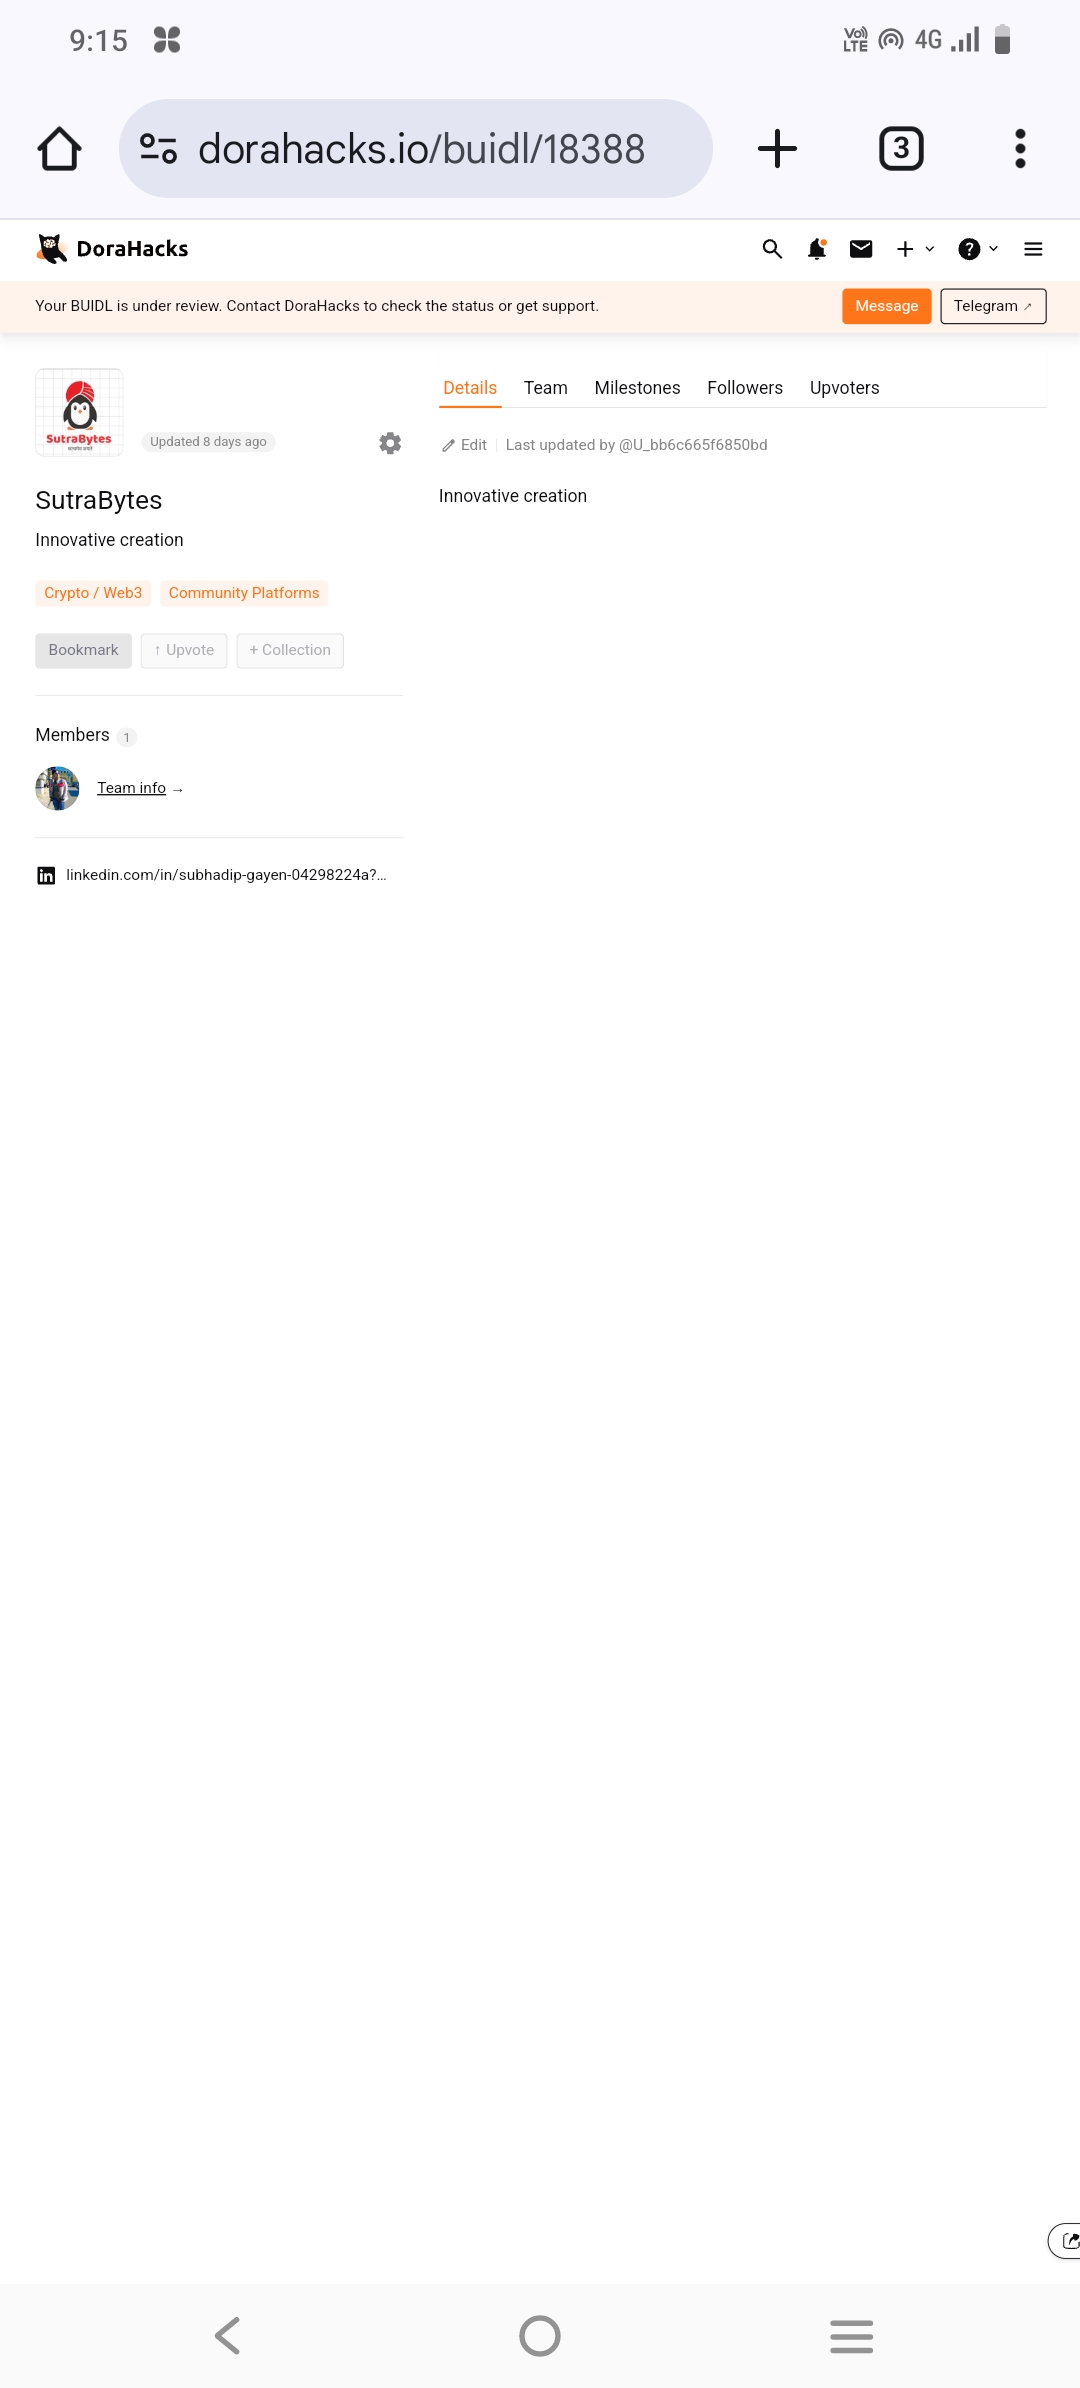 9:15
Vo)) LTE 4G
dorahacks.io/buidl/18388
3
DoraHacks
Your BUIDL is under review. Contact DoraHacks to check the status or get support.
Message
Telegram ↗
SutraBytes
Updated 8 days ago
SutraBytes
Innovative creation
Crypto / Web3
Community Platforms
Bookmark
↑ Upvote
+ Collection
Members 1
Team info →
linkedin.com/in/subhadip-gayen-04298224a?...
Details
Team
Milestones
Followers
Upvoters
Edit
Last updated by @U_bb6c665f6850bd
Innovative creation